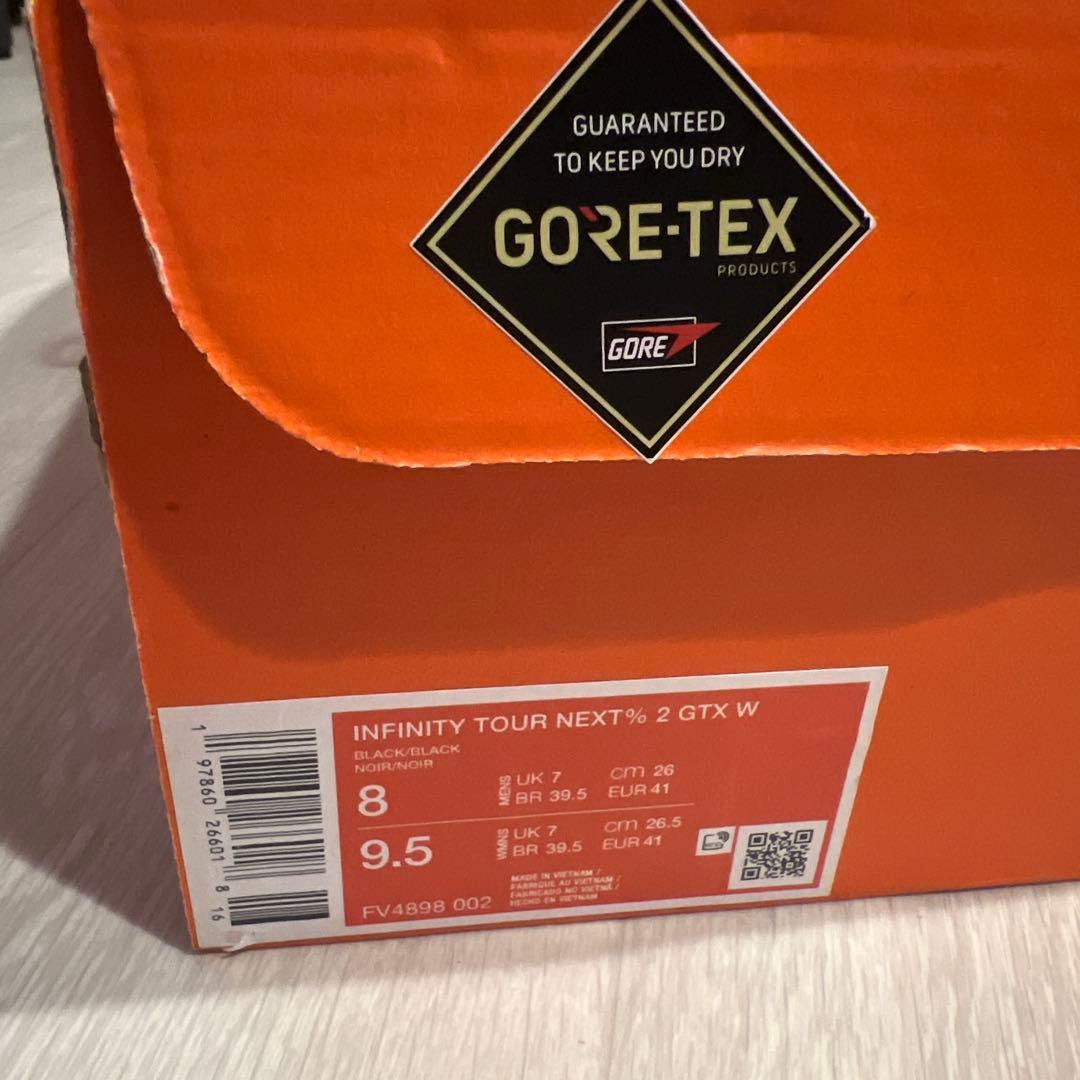 GUARANTEED
TO KEEP YOU DRY
GORE-TEX
PRODUCTS
GORE
INFINITY TOUR NEXT% 2 GTX W
BLACK/BLACK
NOIR/NOIR
8
MENS
UK 7 cm 26
BR 39.5 EUR 41
9.5
WMNS
UK 7 cm 26.5
BR 39.5 EUR 41
FV4898 002
MADE IN VIETNAM /
FABRIQUE AU VIETNAM /
FABRICADO NO VIETNÃ /
HECHO EN VIETNAM
1 97860 26601 8 16